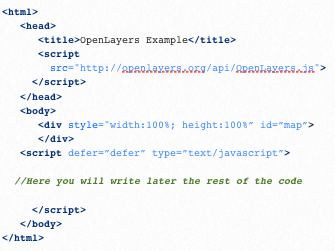 <html>
<head>
<title>OpenLayers Example</title>
<script
src="http://openlayers.org/api/OpenLayers.js">
</script>
</head>
<body>
<div style="width:100%; height:100%” id=”map”>
</div>
<script defer=”defer” type=”text/javascript”>
//Here you will write later the rest of the code
</script>
</body>
</html>